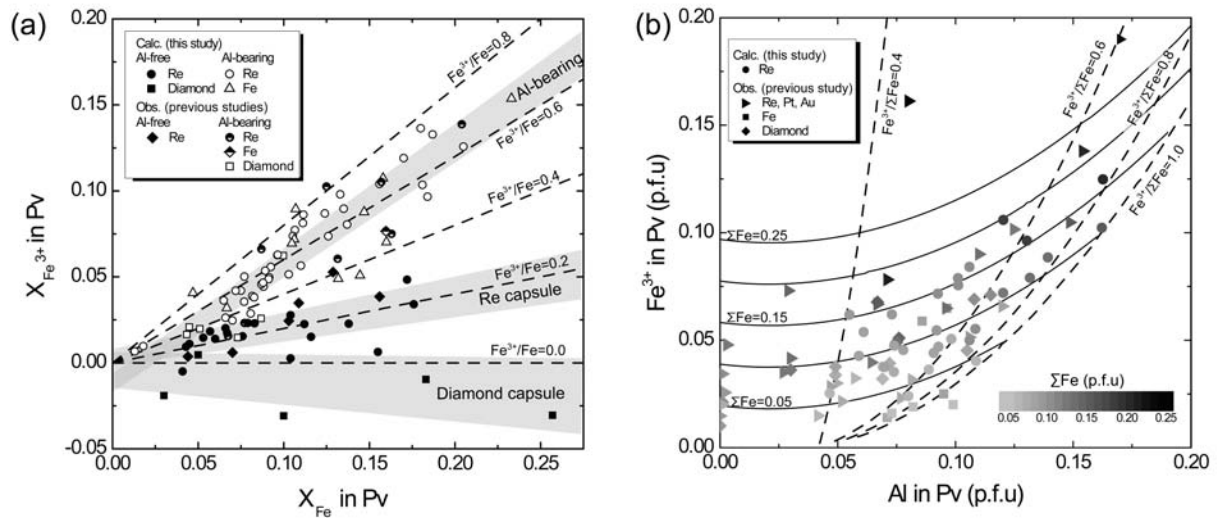 (a)
0.20
0.15
0.10
0.05
0.00
-0.05
X Fe3+ in Pv
0.00
0.05
0.10
0.15
0.20
0.25
X Fe in Pv
Calc. (this study)
Al-free Al-bearing
Re Re
Diamond Fe
Obs. (previous studies)
Al-free Al-bearing
Re Re
Fe
Diamond
Fe3+/Fe=0.8
Al-bearing
Fe3+/Fe=0.6
Fe3+/Fe=0.4
Fe3+/Fe=0.2
Re capsule
Fe3+/Fe=0.0
Diamond capsule
(b)
0.20
0.15
0.10
0.05
0.00
Fe3+ in Pv (p.f.u)
0.00
0.05
0.10
0.15
0.20
Al in Pv (p.f.u)
Calc. (this study)
Re
Obs. (previous study)
Re, Pt, Au
Fe
Diamond
Fe3+/ΣFe=0.4
Fe3+/ΣFe=0.6
Fe3+/ΣFe=0.8
Fe3+/ΣFe=1.0
ΣFe=0.25
ΣFe=0.15
ΣFe=0.05
ΣFe (p.f.u)
0.05 0.15 0.25